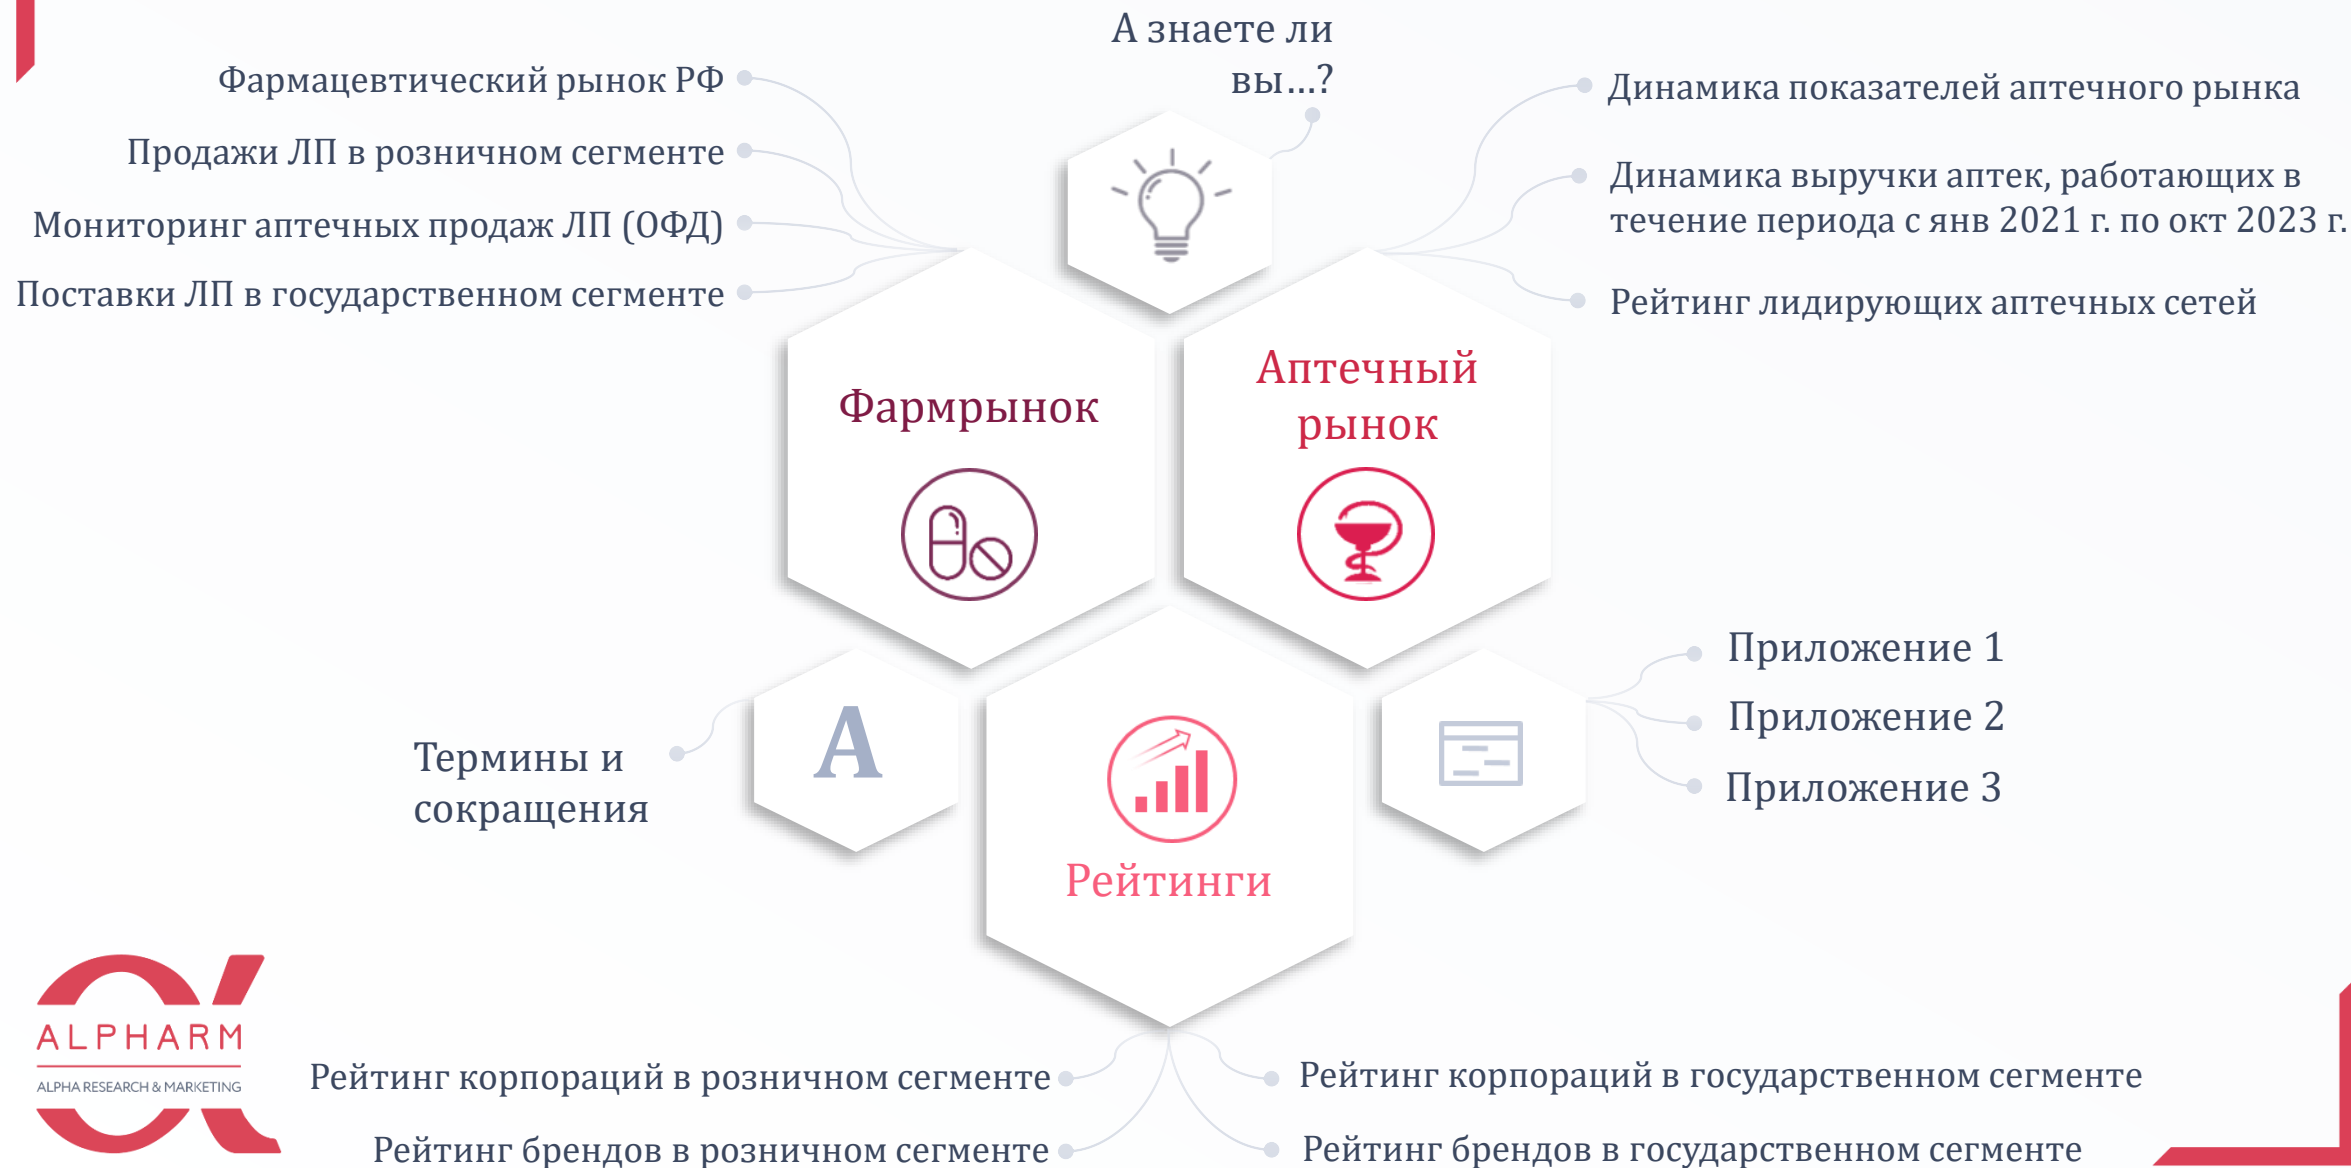 А знаете ли
вы...?
Фармацевтический рынок РФ
Продажи ЛП в розничном сегменте
Мониторинг аптечных продаж ЛП (ОФД)
Поставки ЛП в государственном сегменте
Динамика показателей аптечного рынка
Динамика выручки аптек, работающих в
течение периода с янв 2021 г. по окт 2023 г.
Рейтинг лидирующих аптечных сетей
Фармрынок
Аптечный
рынок
Термины и
сокращения
A
Рейтинги
Приложение 1
Приложение 2
Приложение 3
ALPHARM
ALPHA RESEARCH & MARKETING
Рейтинг корпораций в розничном сегменте
Рейтинг брендов в розничном сегменте
Рейтинг корпораций в государственном сегменте
Рейтинг брендов в государственном сегменте